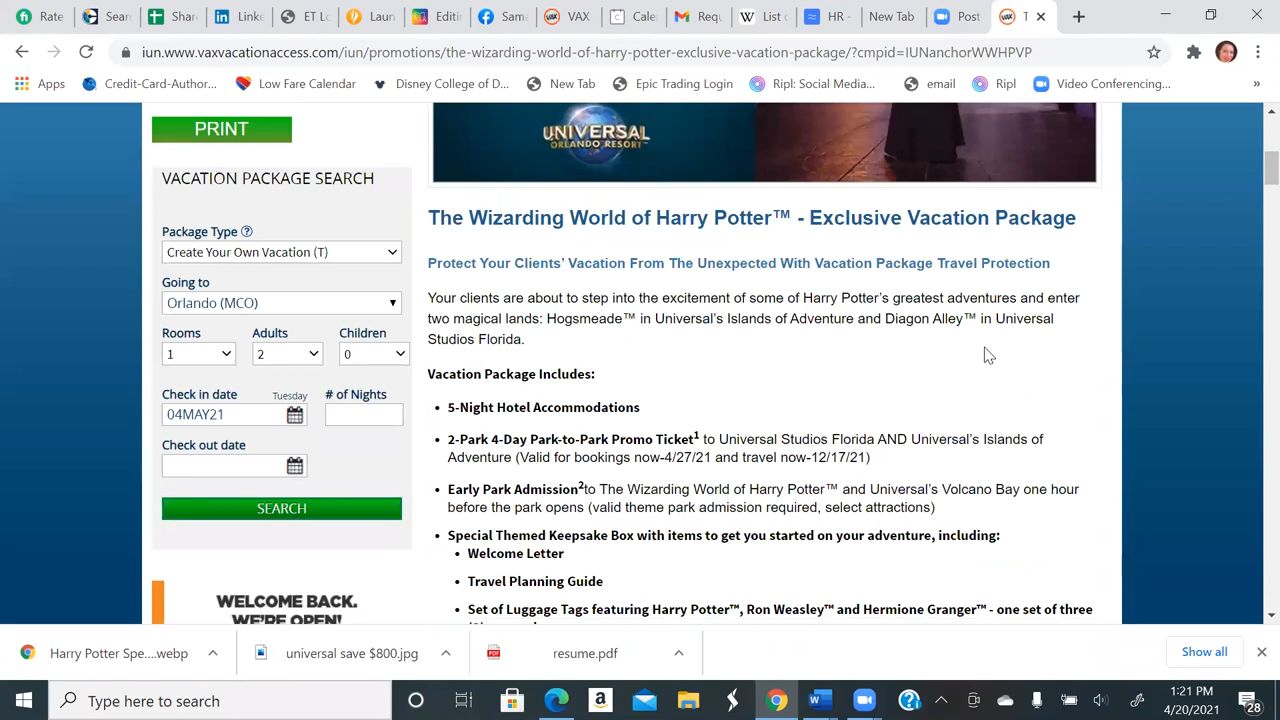 Rate
Sear
Share
Linke
ET Lo
Laun
Editi
Sama
VAX
Cale
Requ
List o
HR -
New Tab
Post
T
iun.www.vaxvacationaccess.com/iun/promotions/the-wizarding-world-of-harry-potter-exclusive-vacation-package/?cmpid=IUNanchorWWHPVP
Apps
Credit-Card-Author...
Low Fare Calendar
Disney College of D...
New Tab
Epic Trading Login
Ripl: Social Media...
email
Ripl
Video Conferencing...
»
PRINT
UNIVERSAL
ORLANDO RESORT™
VACATION PACKAGE SEARCH
Package Type ?
Create Your Own Vacation (T)
Going to
Orlando (MCO)
Rooms Adults Children
1 2 0
Check in date Tuesday # of Nights
04MAY21
Check out date
SEARCH
WELCOME BACK.
WE'RE OPEN!
The Wizarding World of Harry Potter™ - Exclusive Vacation Package
Protect Your Clients' Vacation From The Unexpected With Vacation Package Travel Protection
Your clients are about to step into the excitement of some of Harry Potter's greatest adventures and enter
two magical lands: Hogsmeade™ in Universal's Islands of Adventure and Diagon Alley™ in Universal
Studios Florida.
Vacation Package Includes:
• 5-Night Hotel Accommodations
• 2-Park 4-Day Park-to-Park Promo Ticket1 to Universal Studios Florida AND Universal's Islands of
Adventure (Valid for bookings now-4/27/21 and travel now-12/17/21)
• Early Park Admission2to The Wizarding World of Harry Potter™ and Universal's Volcano Bay one hour
before the park opens (valid theme park admission required, select attractions)
• Special Themed Keepsake Box with items to get you started on your adventure, including:
• Welcome Letter
• Travel Planning Guide
• Set of Luggage Tags featuring Harry Potter™, Ron Weasley™ and Hermione Granger™ - one set of three
Harry Potter Spe....webp
universal save $800.jpg
resume.pdf
Show all
Type here to search
1:21 PM
4/20/2021
28